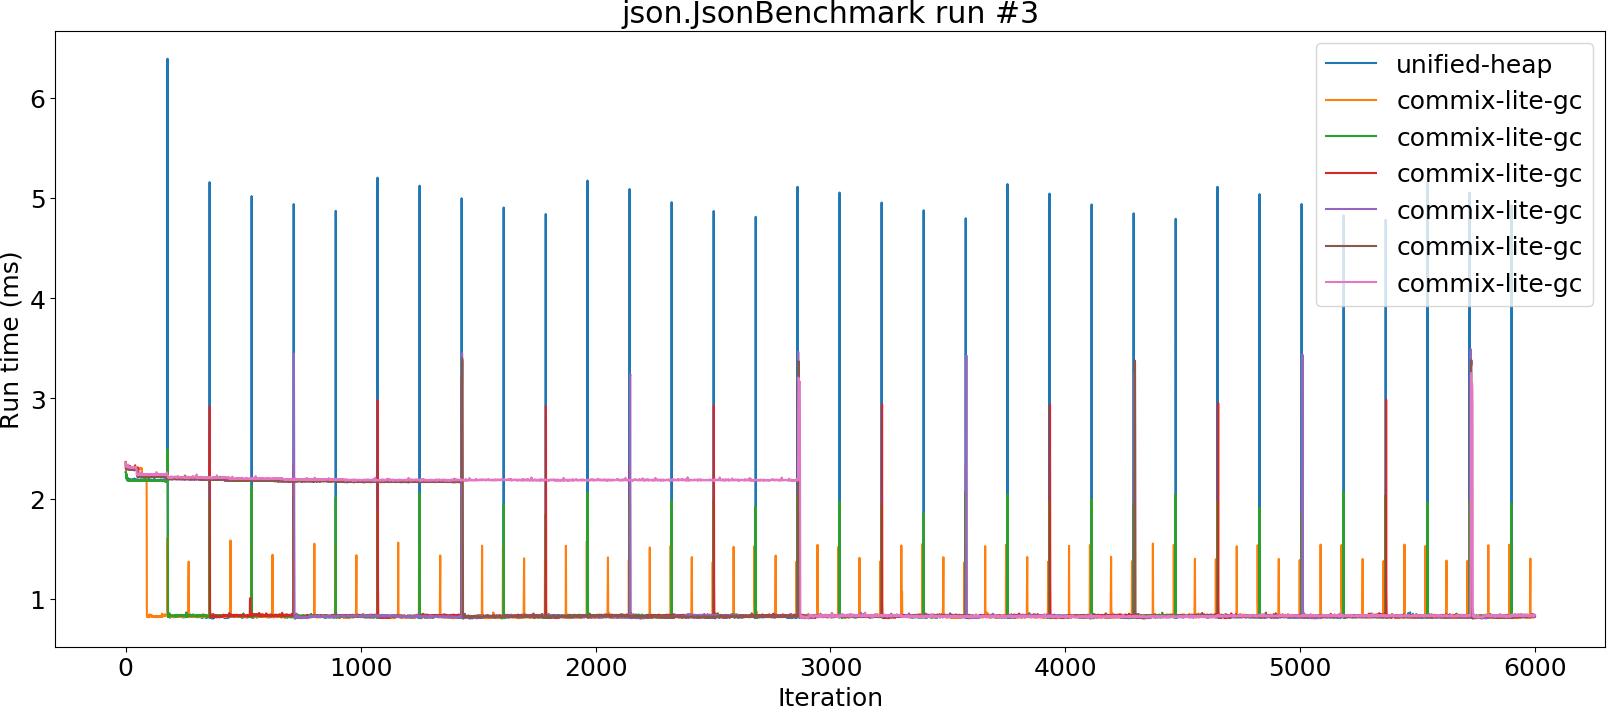 json.JsonBenchmark run #3
Run time (ms)
6
5
4
3
2
1
unified-heap
commix-lite-gc
commix-lite-gc
commix-lite-gc
commix-lite-gc
commix-lite-gc
commix-lite-gc
0 1000 2000 3000 4000 5000 6000
Iteration